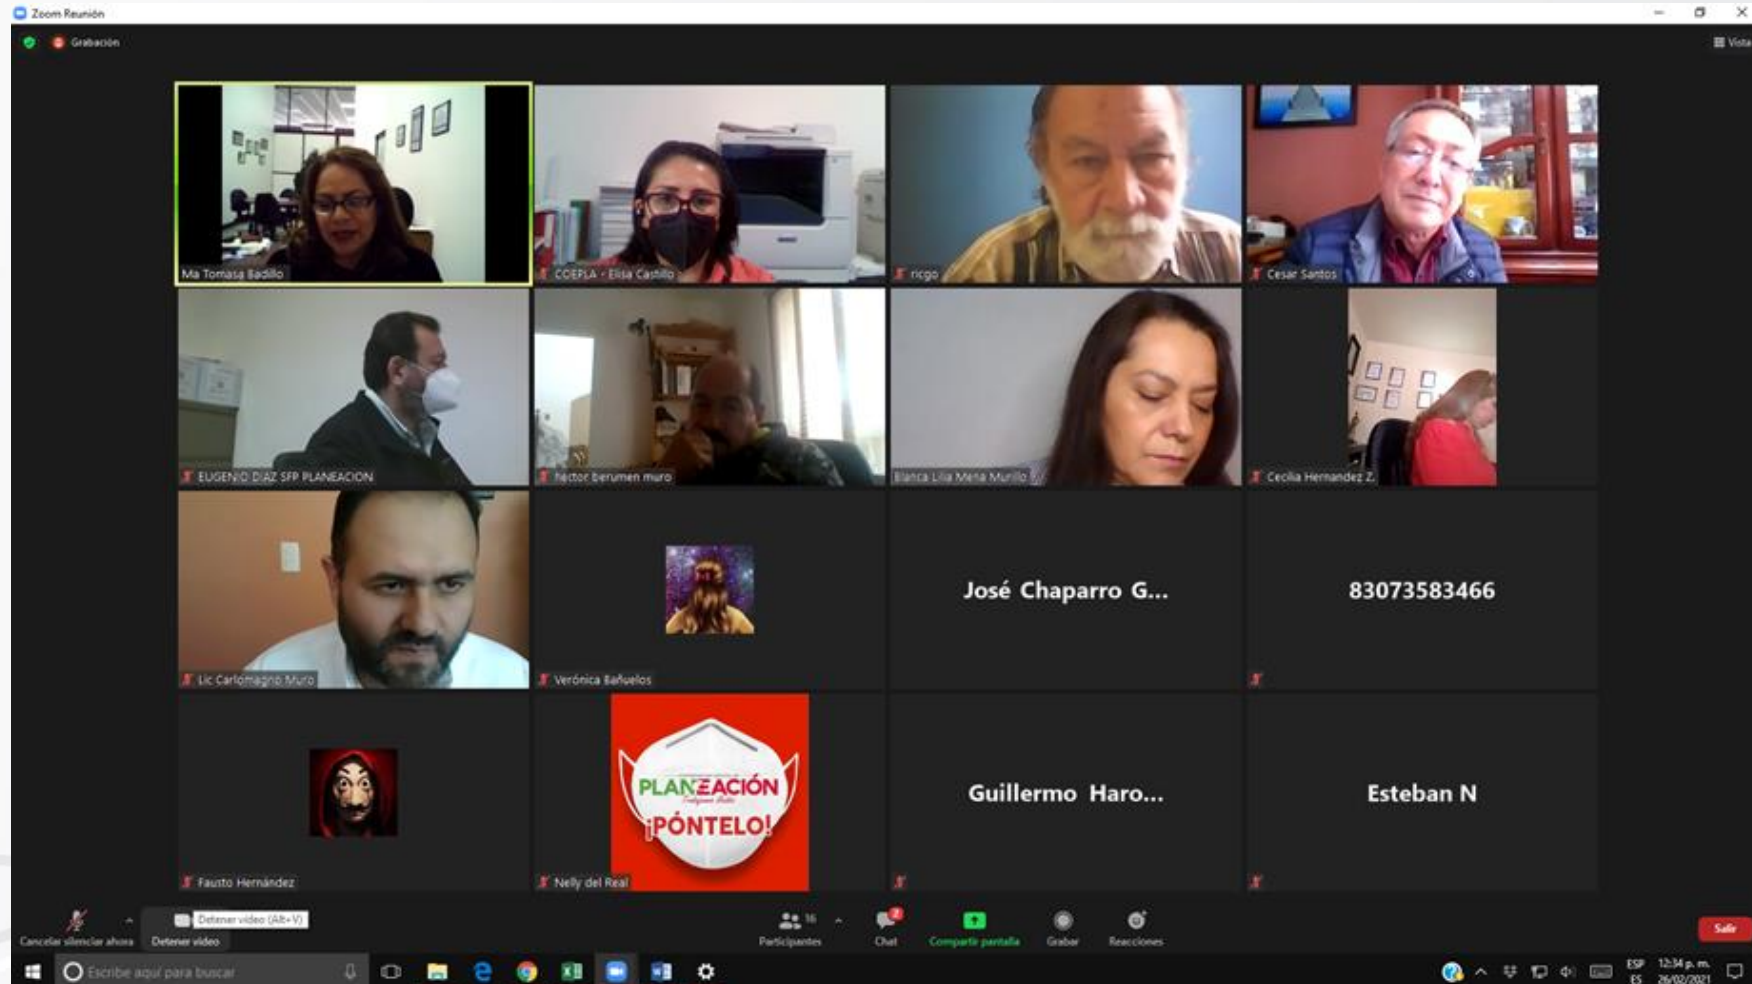 Zoom Reunión
Grabación
Vista
Ma Tomasa Badillo
COEPLA - Elisa Castillo
ricgo
Cesar Santos
EUGENIO DIAZ SFP PLANEACION
hector berumen muro
Blanca Lilia Mena Murillo
Cecilia Hernandez Z.
Lic Carlomagno Muro
Verónica Bañuelos
José Chaparro G...
83073583466
Fausto Hernández
PLANEACIÓN
¡PÓNTELO!
Nelly del Real
Guillermo Haro...
Esteban N
Cancelar silenciar ahora
Detener video (Alt+V)
Detener video
16
Participantes
2
Chat
Compartir pantalla
Grabar
Reacciones
Salir
Escribe aquí para buscar
ESP
ES
12:34 p. m.
26/02/2021